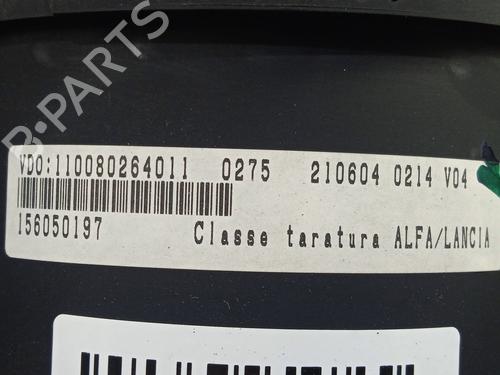 B-PARTS
VDO:110080264011 0275 210604 0214 V04
156050197 Classe taratura ALFA/LANCIA